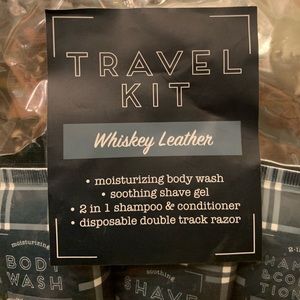 TRAVEL
KIT
Whiskey Leather
• moisturizing body wash
• soothing shave gel
• 2 in 1 shampoo & conditioner
• disposable double track razor
moisturizing
BODY
WASH
soothing
SHAVE